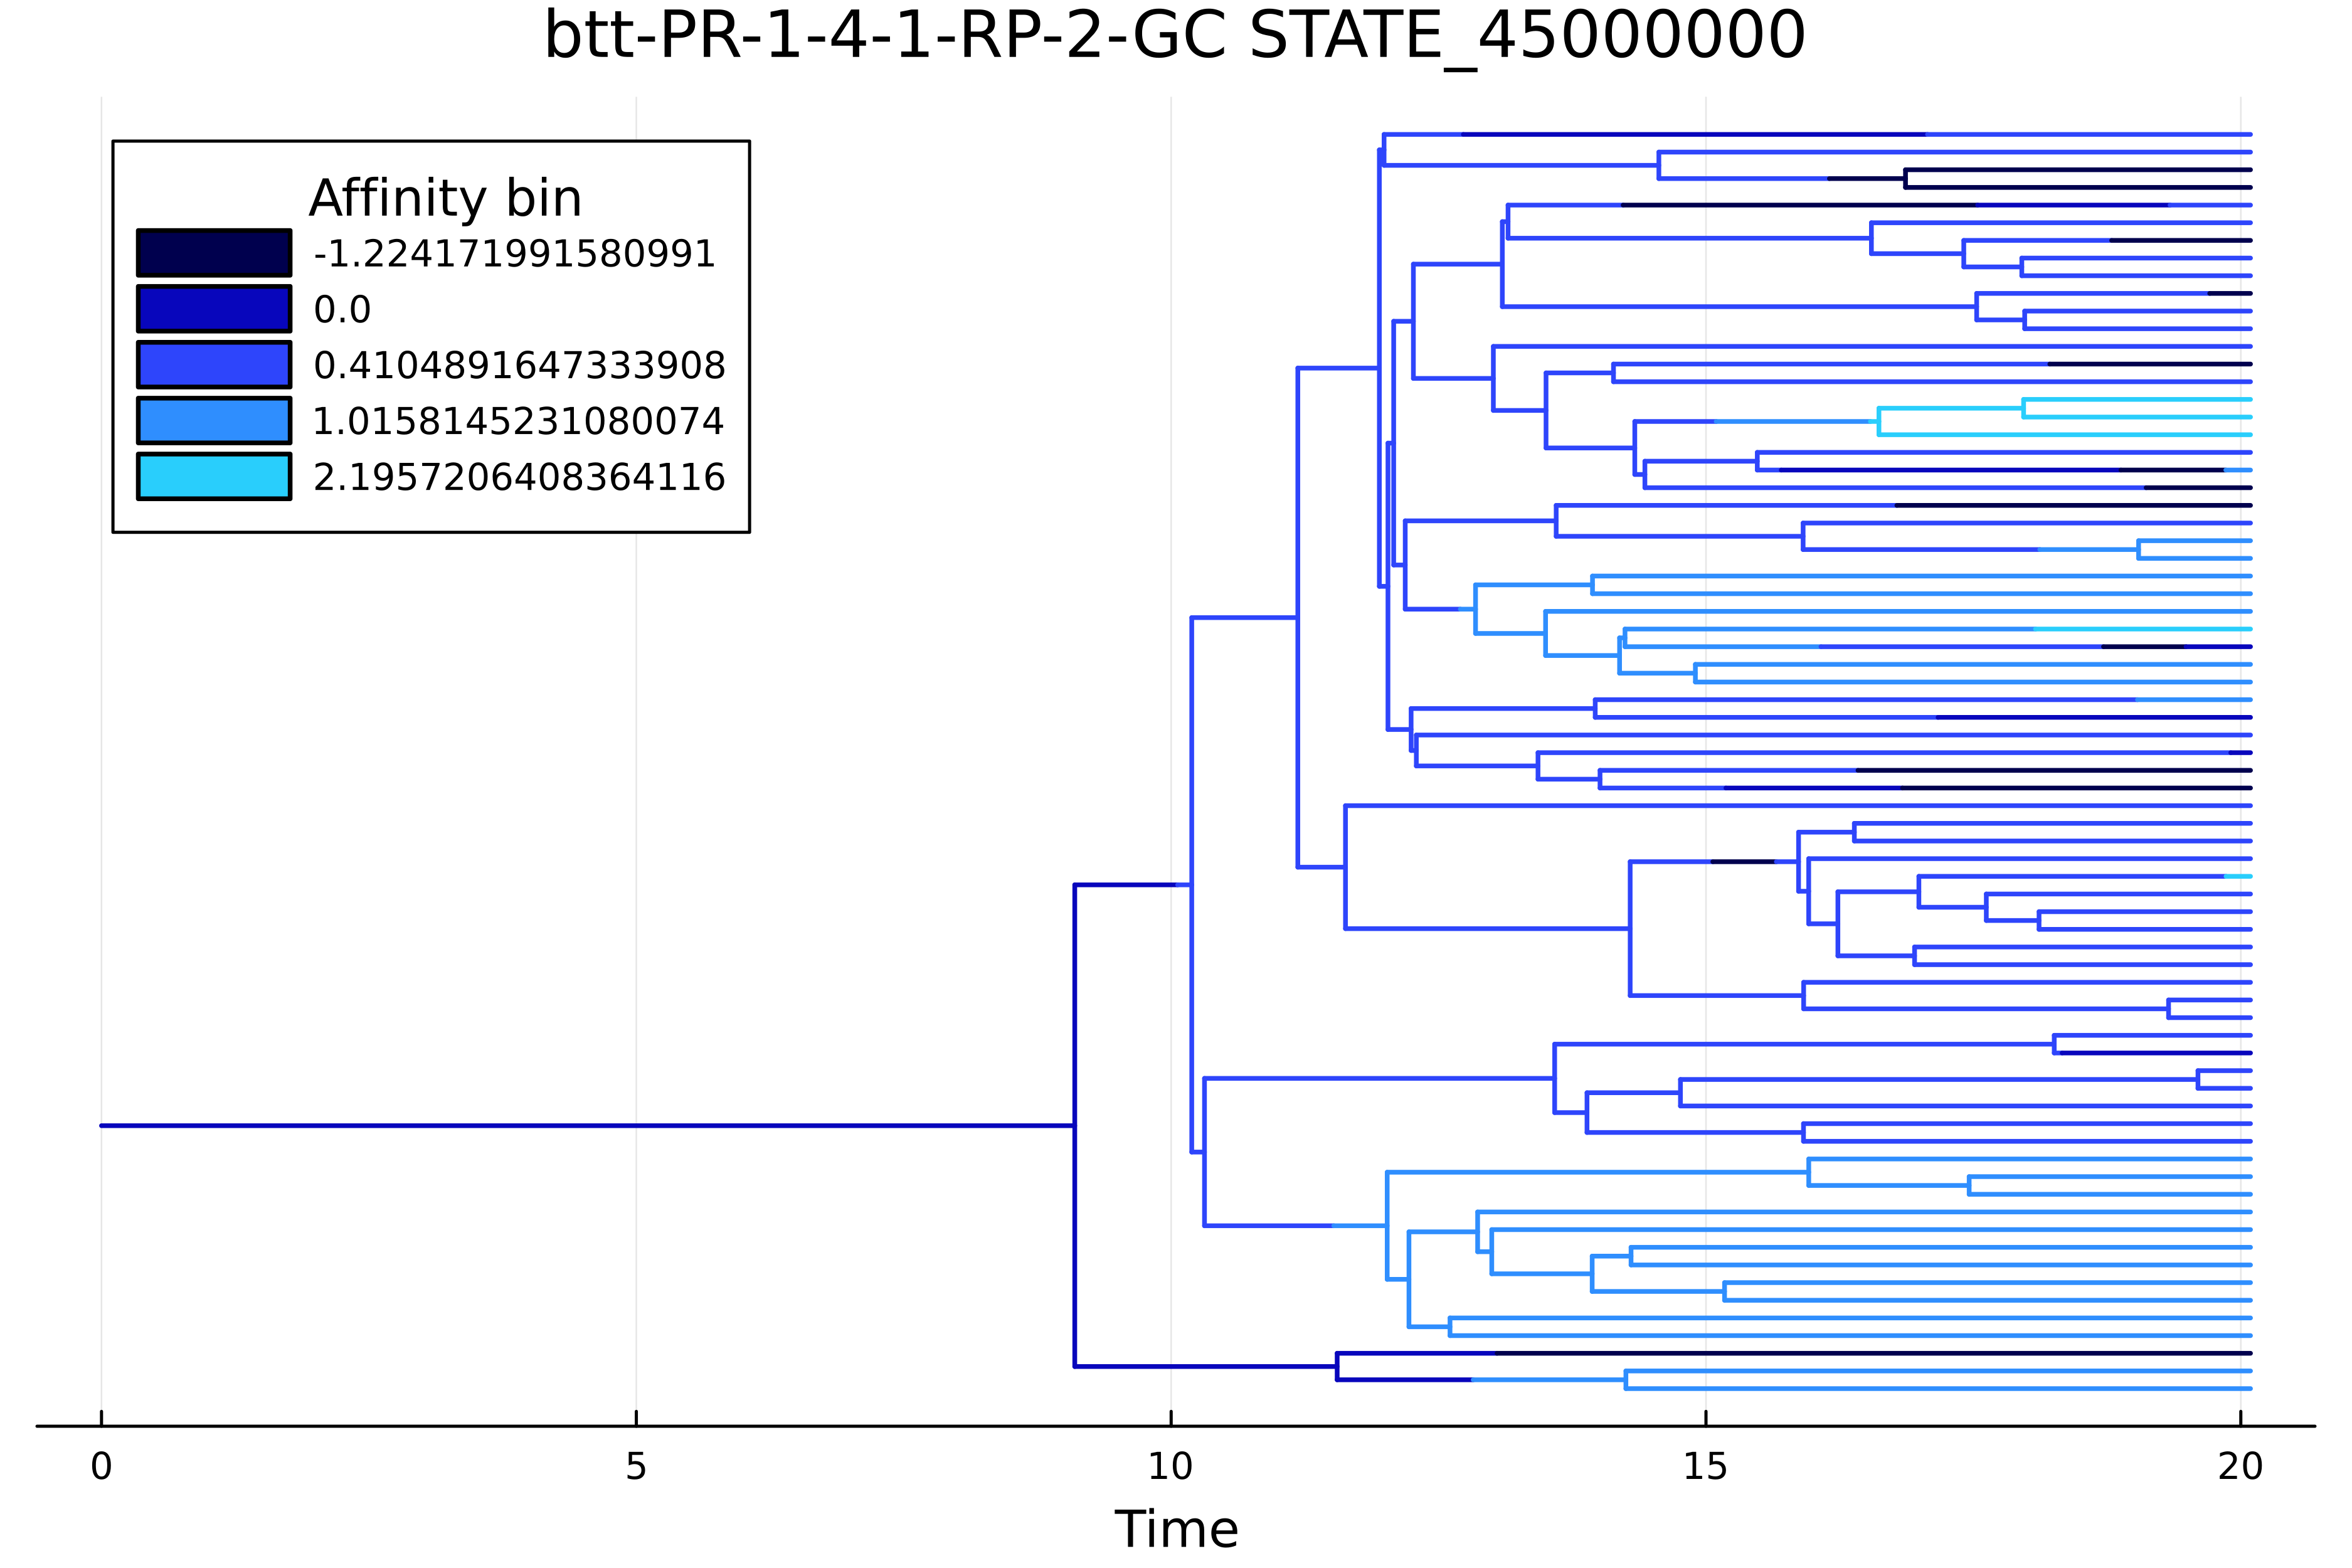 btt-PR-1-4-1-RP-2-GC STATE_45000000
Affinity bin
-1.224171991580991
0.0
0.4104891647333908
1.0158145231080074
2.1957206408364116
0 5 10 15 20
Time